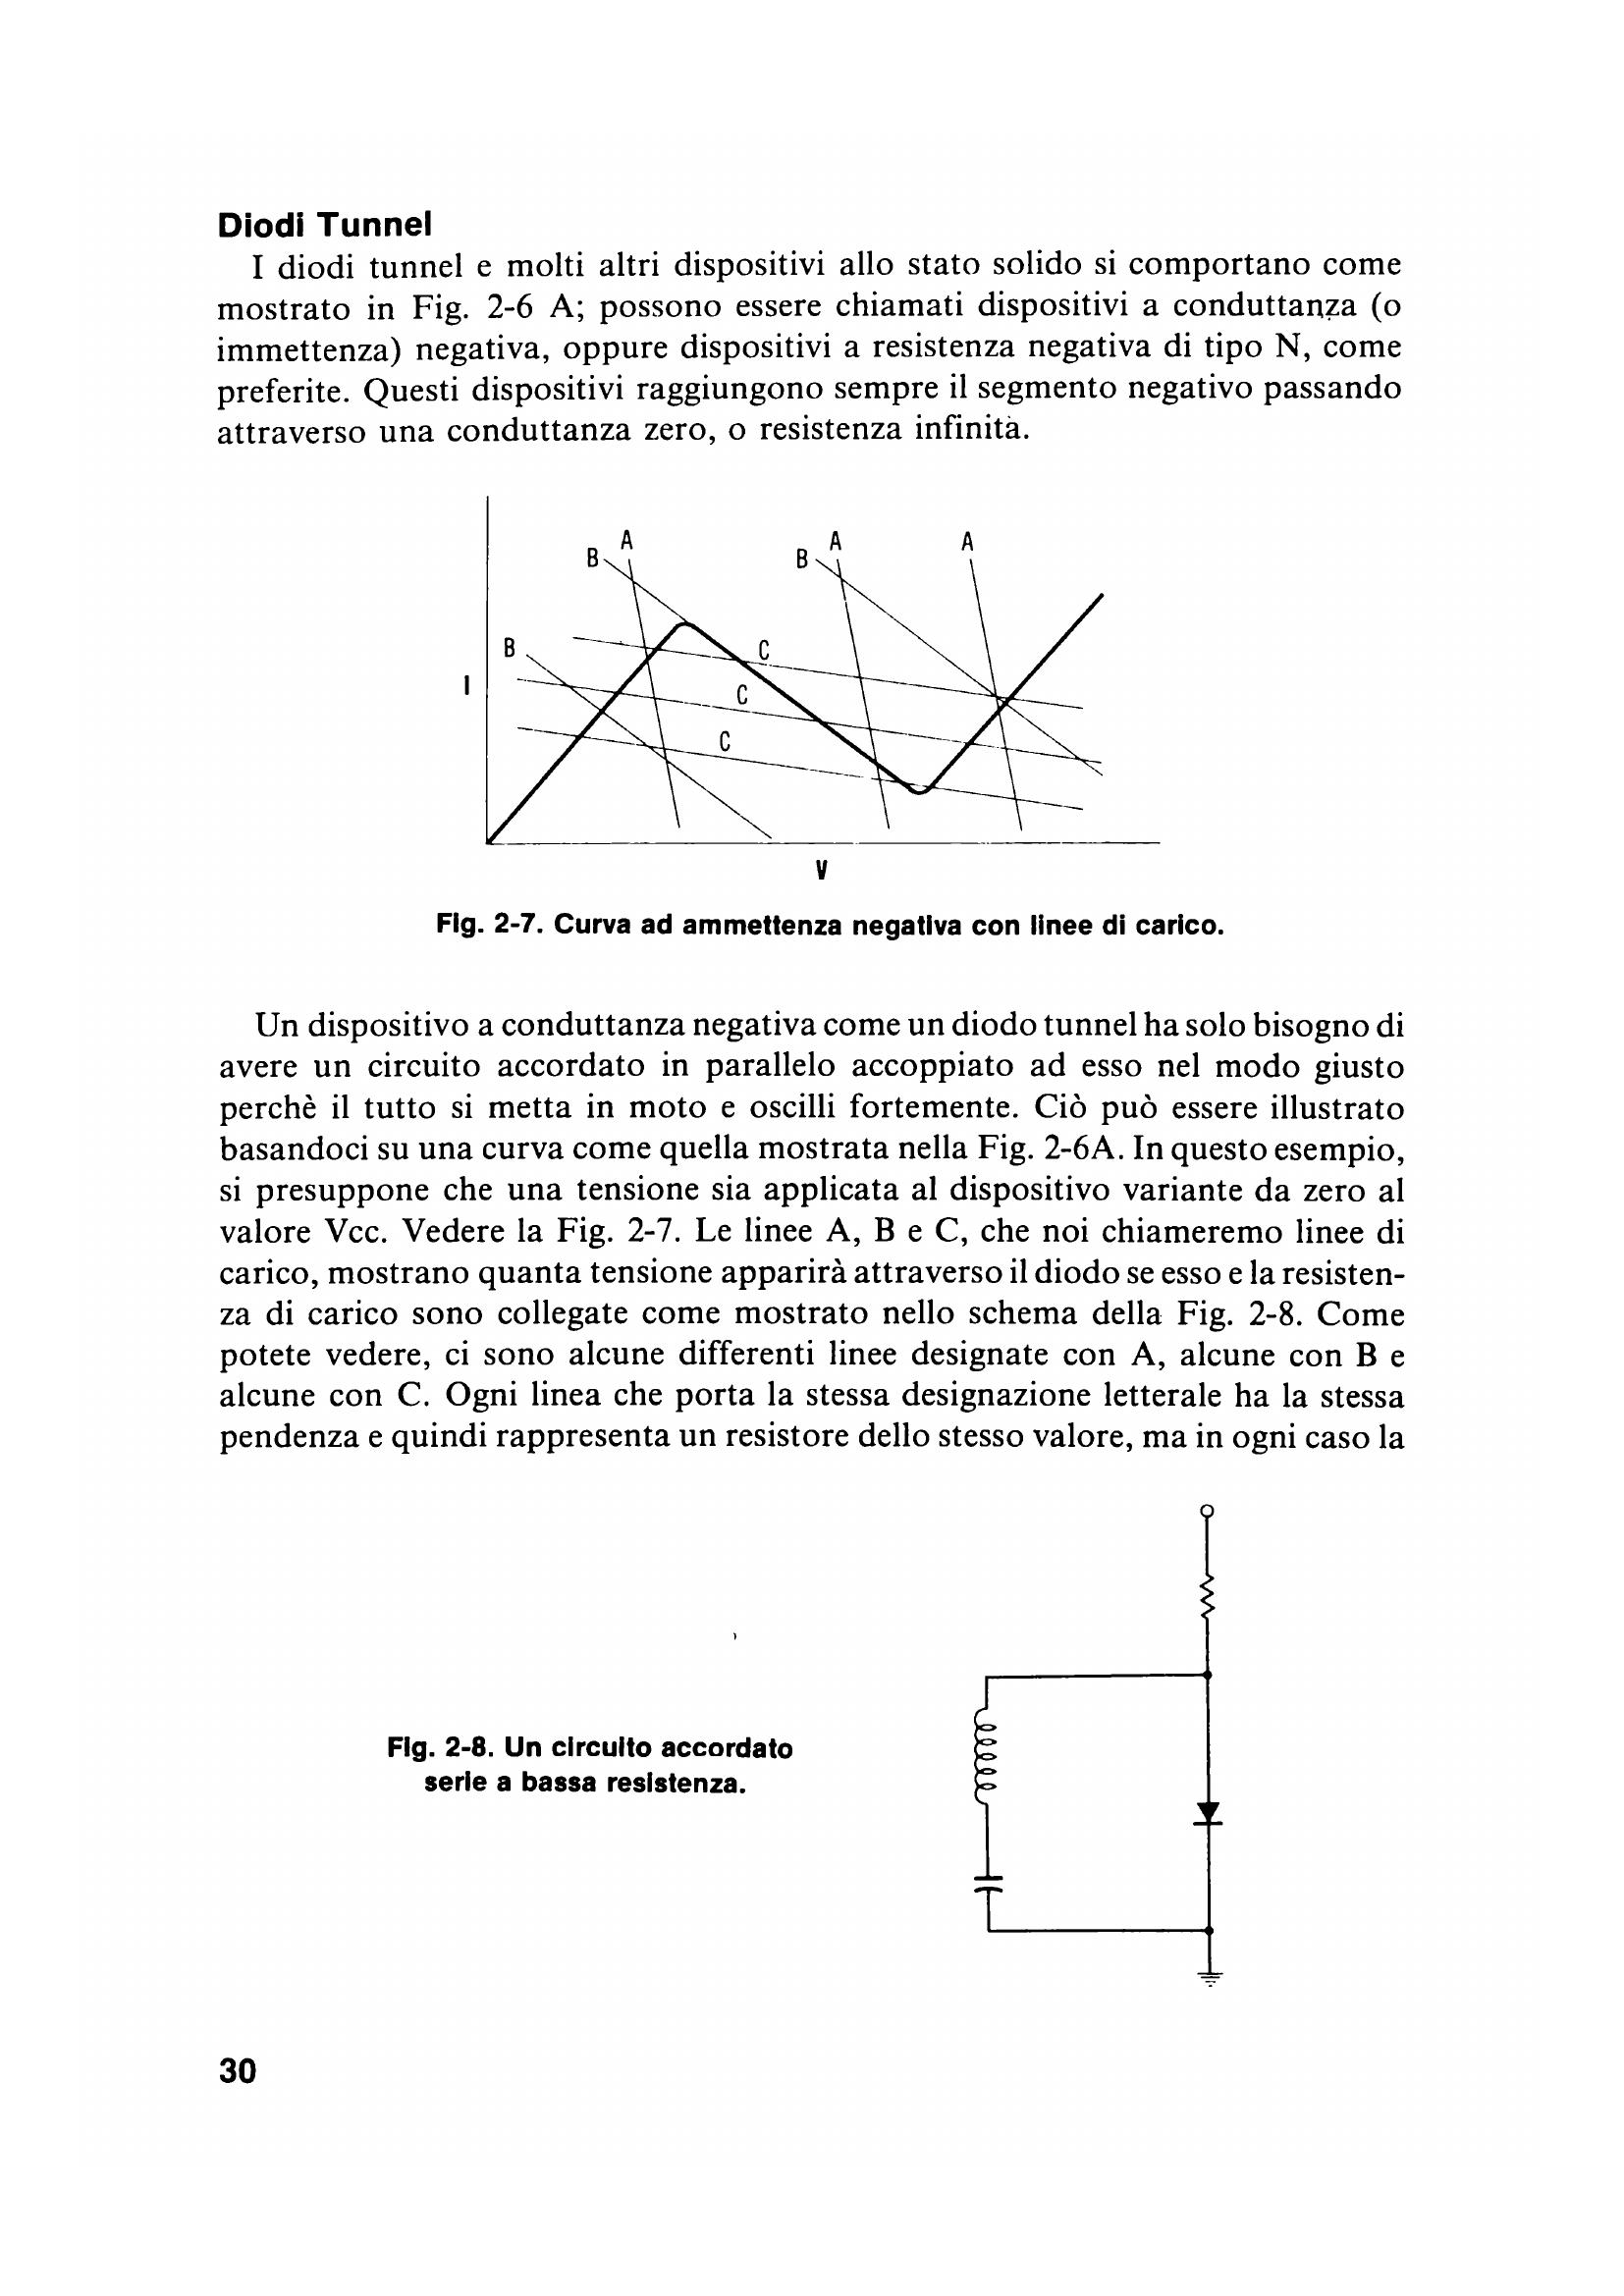 Diodi Tunnel
I diodi tunnel e molti altri dispositivi allo stato solido si comportano come
mostrato in Fig. 2-6 A; possono essere chiamati dispositivi a conduttanza (o
immettenza) negativa, oppure dispositivi a resistenza negativa di tipo N, come
preferite. Questi dispositivi raggiungono sempre il segmento negativo passando
attraverso una conduttanza zero, o resistenza infinità.
A
A
A
B
B
B
C
I
C
C
V
Fig. 2-7. Curva ad ammettenza negativa con linee di carico.
Un dispositivo a conduttanza negativa come un diodo tunnel ha solo bisogno di
avere un circuito accordato in parallelo accoppiato ad esso nel modo giusto
perchè il tutto si metta in moto e oscilli fortemente. Ciò può essere illustrato
basandoci su una curva come quella mostrata nella Fig. 2-6A. In questo esempio,
si presuppone che una tensione sia applicata al dispositivo variante da zero al
valore Vcc. Vedere la Fig. 2-7. Le linee A, B e C, che noi chiameremo linee di
carico, mostrano quanta tensione apparirà attraverso il diodo se esso e la resisten-
za di carico sono collegate come mostrato nello schema della Fig. 2-8. Come
potete vedere, ci sono alcune differenti linee designate con A, alcune con B e
alcune con C. Ogni linea che porta la stessa designazione letterale ha la stessa
pendenza e quindi rappresenta un resistore dello stesso valore, ma in ogni caso la
Fig. 2-8. Un circuito accordato
serie a bassa resistenza.
30